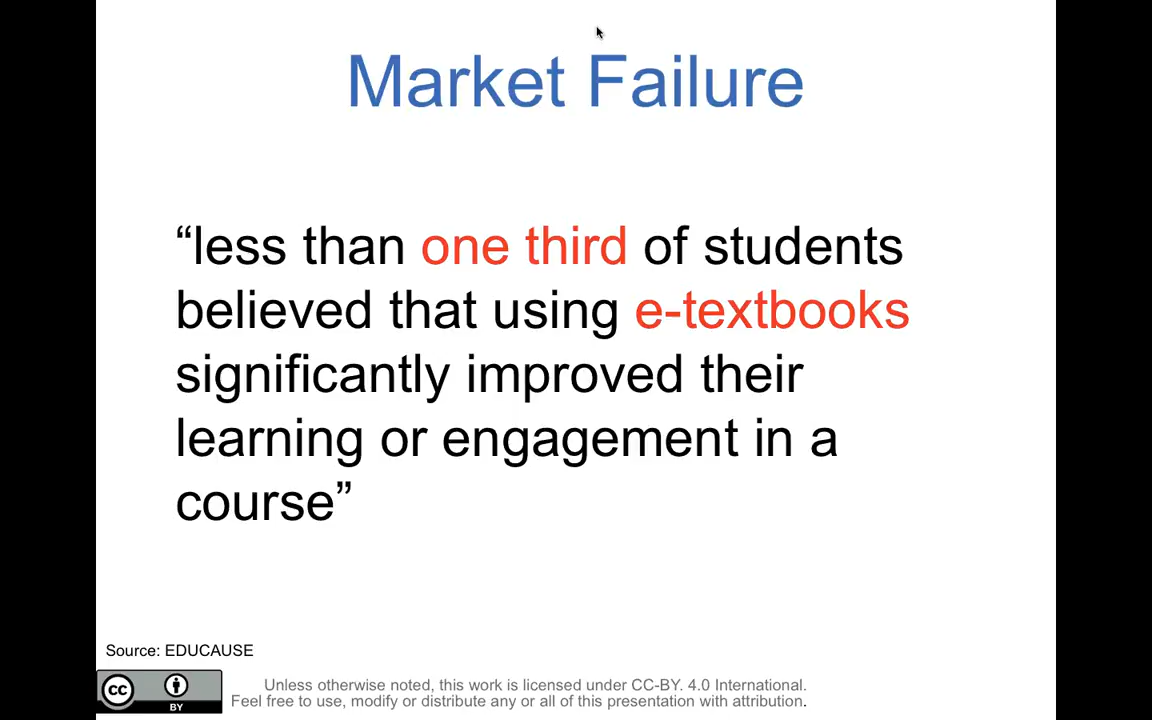 Market Failure
“less than one third of students
believed that using e-textbooks
significantly improved their
learning or engagement in a
course”
Source: EDUCAUSE
cc
BY
Unless otherwise noted, this work is licensed under CC-BY. 4.0 International.
Feel free to use, modify or distribute any or all of this presentation with attribution.